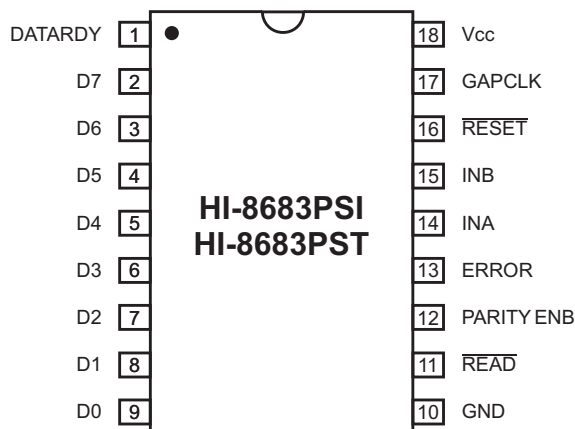 DATARDY 1 18 Vcc
D7 2 17 GAPCLK
D6 3 16 RESET
D5 4 15 INB
HI-8683PSI
D4 5 14 INA
HI-8683PST
D3 6 13 ERROR
D2 7 12 PARITY ENB
D1 8 11 READ
D0 9 10 GND